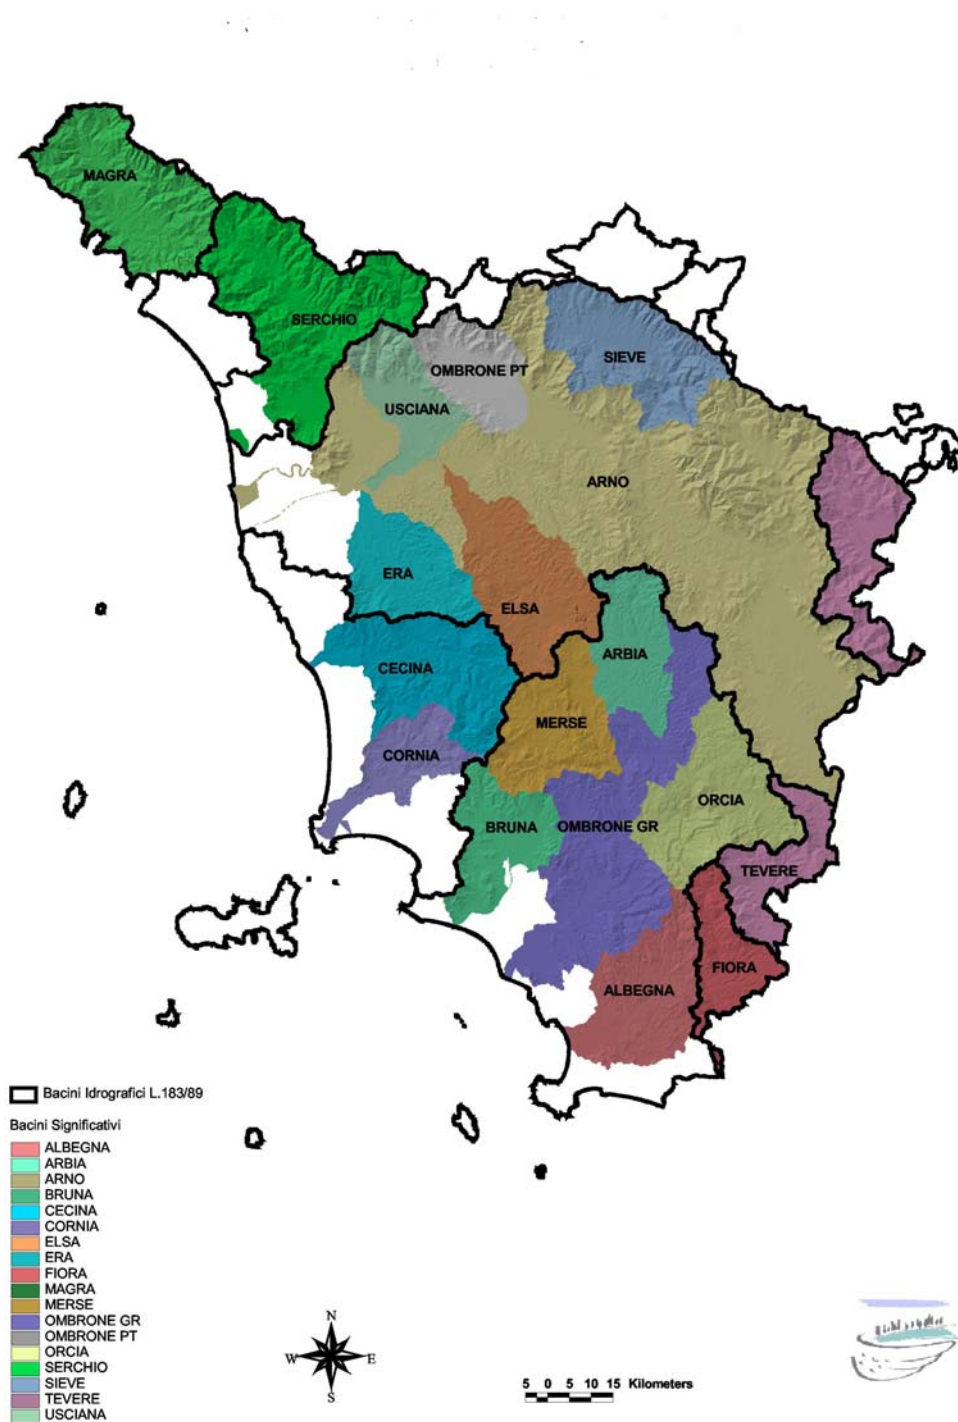 MAGRA
SERCHIO
OMBRONE PT
SIEVE
USCIANA
ARNO
ERA
ELSA
ARBIA
CECINA
MERSE
CORNIA
ORCIA
BRUNA
OMBRONE GR
TEVERE
FIORA
ALBEGNA
Bacini Idrografici L.183/89
Bacini Significativi
ALBEGNA
ARBIA
ARNO
BRUNA
CECINA
CORNIA
ELSA
ERA
FIORA
MAGRA
MERSE
OMBRONE GR
OMBRONE PT
ORCIA
SERCHIO
SIEVE
TEVERE
USCIANA
N
W E
S
5 0 5 10 15 Kilometers